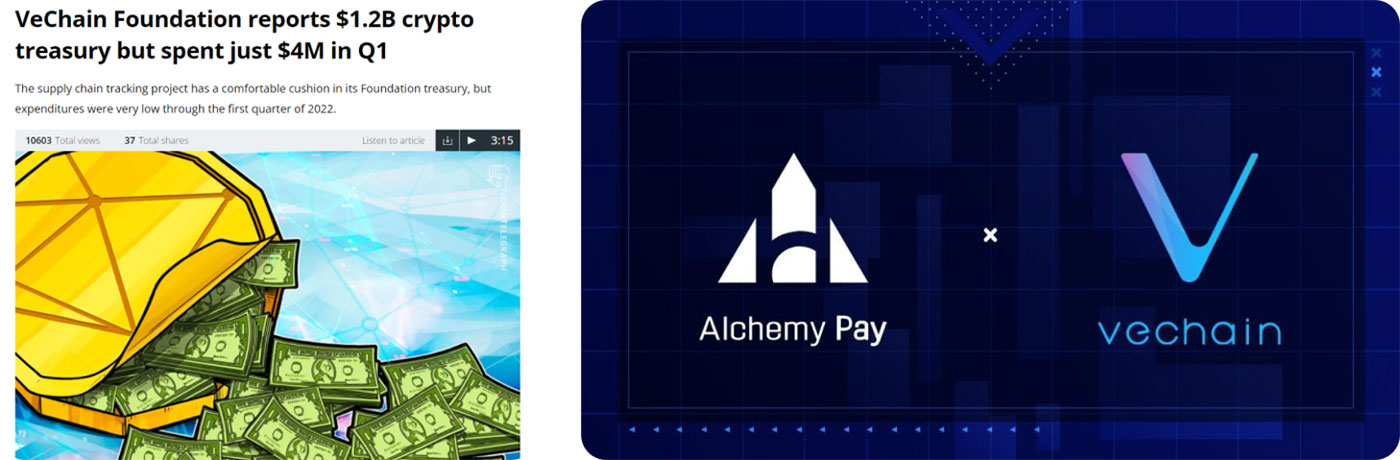 VeChain Foundation reports $1.2B crypto
treasury but spent just $4M in Q1
The supply chain tracking project has a comfortable cushion in its Foundation treasury, but
expenditures were very low through the first quarter of 2022.
10603 Total views 37 Total shares Listen to article 3:15
COINTELEGRAPH
Alchemy Pay
vechain